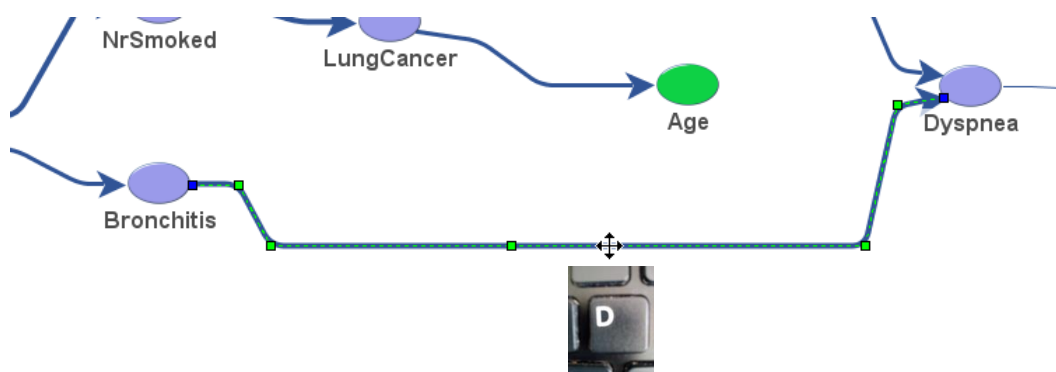 NrSmoked
LungCancer
Age
Dyspnea
Bronchitis
D